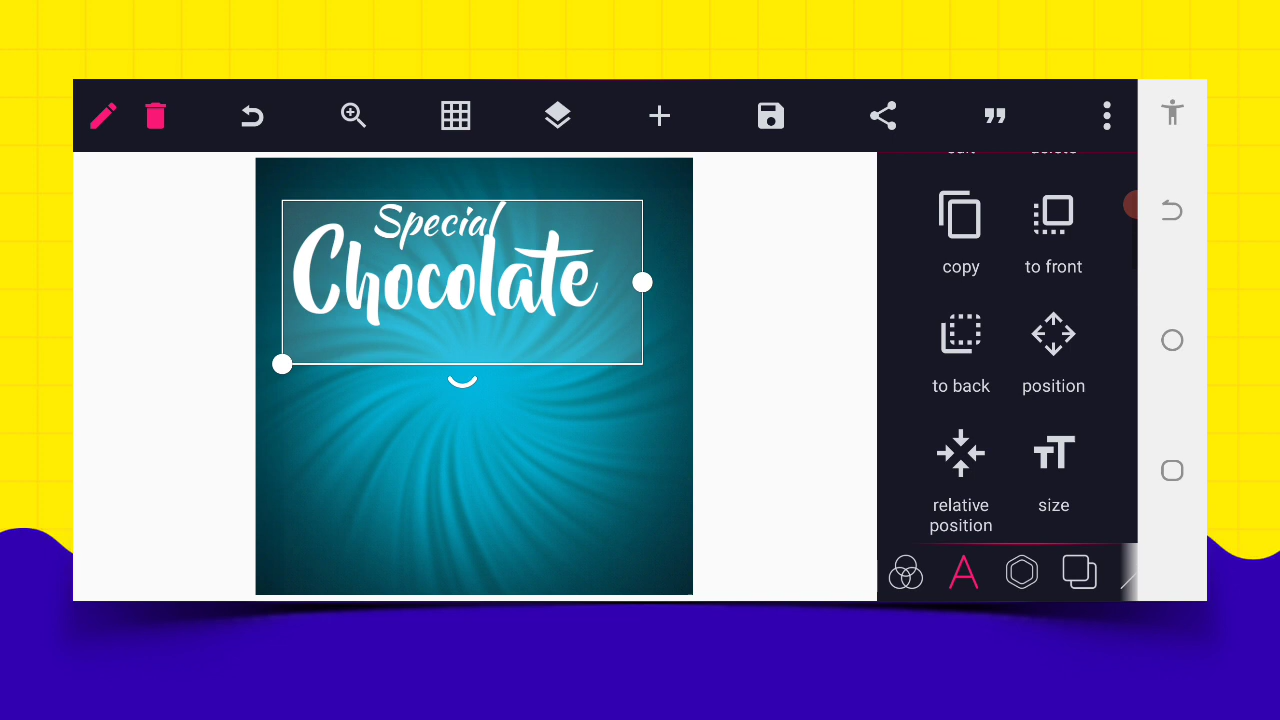 Special
Chocolate
copy
to front
to back
position
relative
position
size